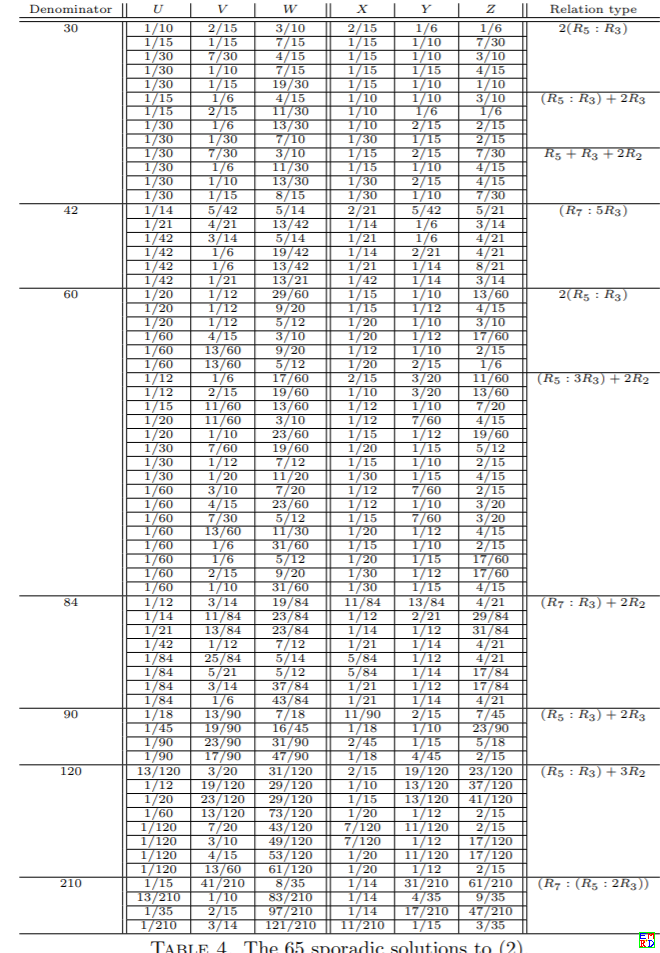 Denominator U V W X Y Z Relation type
30 1/10 2/15 3/10 2/15 1/6 1/6 2(R5 : R3)
1/15 1/15 7/15 1/15 1/10 7/30
1/30 7/30 4/15 1/15 1/10 3/10
1/30 1/10 7/15 1/15 1/15 4/15
1/30 1/15 19/30 1/15 1/10 1/10
1/15 1/6 4/15 1/10 1/10 3/10 (R5 : R3) + 2R3
1/15 2/15 11/30 1/10 1/6 1/6
1/30 1/6 13/30 1/10 2/15 2/15
1/30 1/30 7/10 1/30 1/15 2/15
1/30 7/30 3/10 1/15 2/15 7/30 R5 + R3 + 2R2
1/30 1/6 11/30 1/15 1/10 4/15
1/30 1/10 13/30 1/30 2/15 4/15
1/30 1/15 8/15 1/30 1/10 7/30
42 1/14 5/42 5/14 2/21 5/42 5/21 (R7 : 5R3)
1/21 4/21 13/42 1/14 1/6 3/14
1/42 3/14 5/14 1/21 1/6 4/21
1/42 1/6 19/42 1/14 2/21 4/21
1/42 1/6 13/42 1/21 1/14 8/21
1/42 1/21 13/21 1/42 1/14 3/14
60 1/20 1/12 29/60 1/15 1/10 13/60 2(R5 : R3)
1/20 1/12 9/20 1/15 1/12 4/15
1/20 1/12 5/12 1/20 1/10 3/10
1/60 4/15 3/10 1/20 1/12 17/60
1/60 13/60 9/20 1/12 1/10 2/15
1/60 13/60 5/12 1/20 2/15 1/6
1/12 1/6 17/60 2/15 3/20 11/60 (R5 : 3R3) + 2R2
1/12 2/15 19/60 1/10 3/20 13/60
1/15 11/60 13/60 1/12 1/10 7/20
1/20 11/60 3/10 1/12 7/60 4/15
1/20 1/10 23/60 1/15 1/12 19/60
1/30 7/60 19/60 1/20 1/15 5/12
1/30 1/12 7/12 1/15 1/10 2/15
1/30 1/20 11/20 1/30 1/15 4/15
1/60 3/10 7/20 1/12 7/60 2/15
1/60 4/15 23/60 1/12 1/10 3/20
1/60 7/30 5/12 1/15 7/60 3/20
1/60 13/60 11/30 1/20 1/12 4/15
1/60 1/6 31/60 1/15 1/10 2/15
1/60 1/6 5/12 1/20 1/15 17/60
1/60 2/15 9/20 1/30 1/12 17/60
1/60 1/10 31/60 1/30 1/15 4/15
84 1/12 3/14 19/84 11/84 13/84 4/21 (R7 : R3) + 2R2
1/14 11/84 23/84 1/12 2/21 29/84
1/21 13/84 23/84 1/14 1/12 31/84
1/42 1/12 7/12 1/21 1/14 4/21
1/84 25/84 5/14 5/84 1/12 4/21
1/84 5/21 5/12 5/84 1/14 17/84
1/84 3/14 37/84 1/21 1/12 17/84
1/84 1/6 43/84 1/21 1/14 4/21
90 1/18 13/90 7/18 11/90 2/15 7/45 (R5 : R3) + 2R3
1/45 19/90 16/45 1/18 1/10 23/90
1/90 23/90 31/90 2/45 1/15 5/18
1/90 17/90 47/90 1/18 4/45 2/15
120 13/120 3/20 31/120 2/15 19/120 23/120 (R5 : R3) + 3R2
1/12 19/120 29/120 1/10 13/120 37/120
1/20 23/120 29/120 1/15 13/120 41/120
1/60 13/120 73/120 1/20 1/12 2/15
1/120 7/20 43/120 7/120 11/120 2/15
1/120 3/10 49/120 7/120 1/12 17/120
1/120 4/15 53/120 1/20 11/120 17/120
1/120 13/60 61/120 1/20 1/12 2/15
210 1/15 41/210 8/35 1/14 31/210 61/210 (R7 : (R5 : 2R3))
13/210 1/10 83/210 1/14 4/35 9/35
1/35 2/15 97/210 1/14 17/210 47/210
1/210 3/14 121/210 11/210 1/15 3/35
TABLE 4. The 65 sporadic solutions to (2).